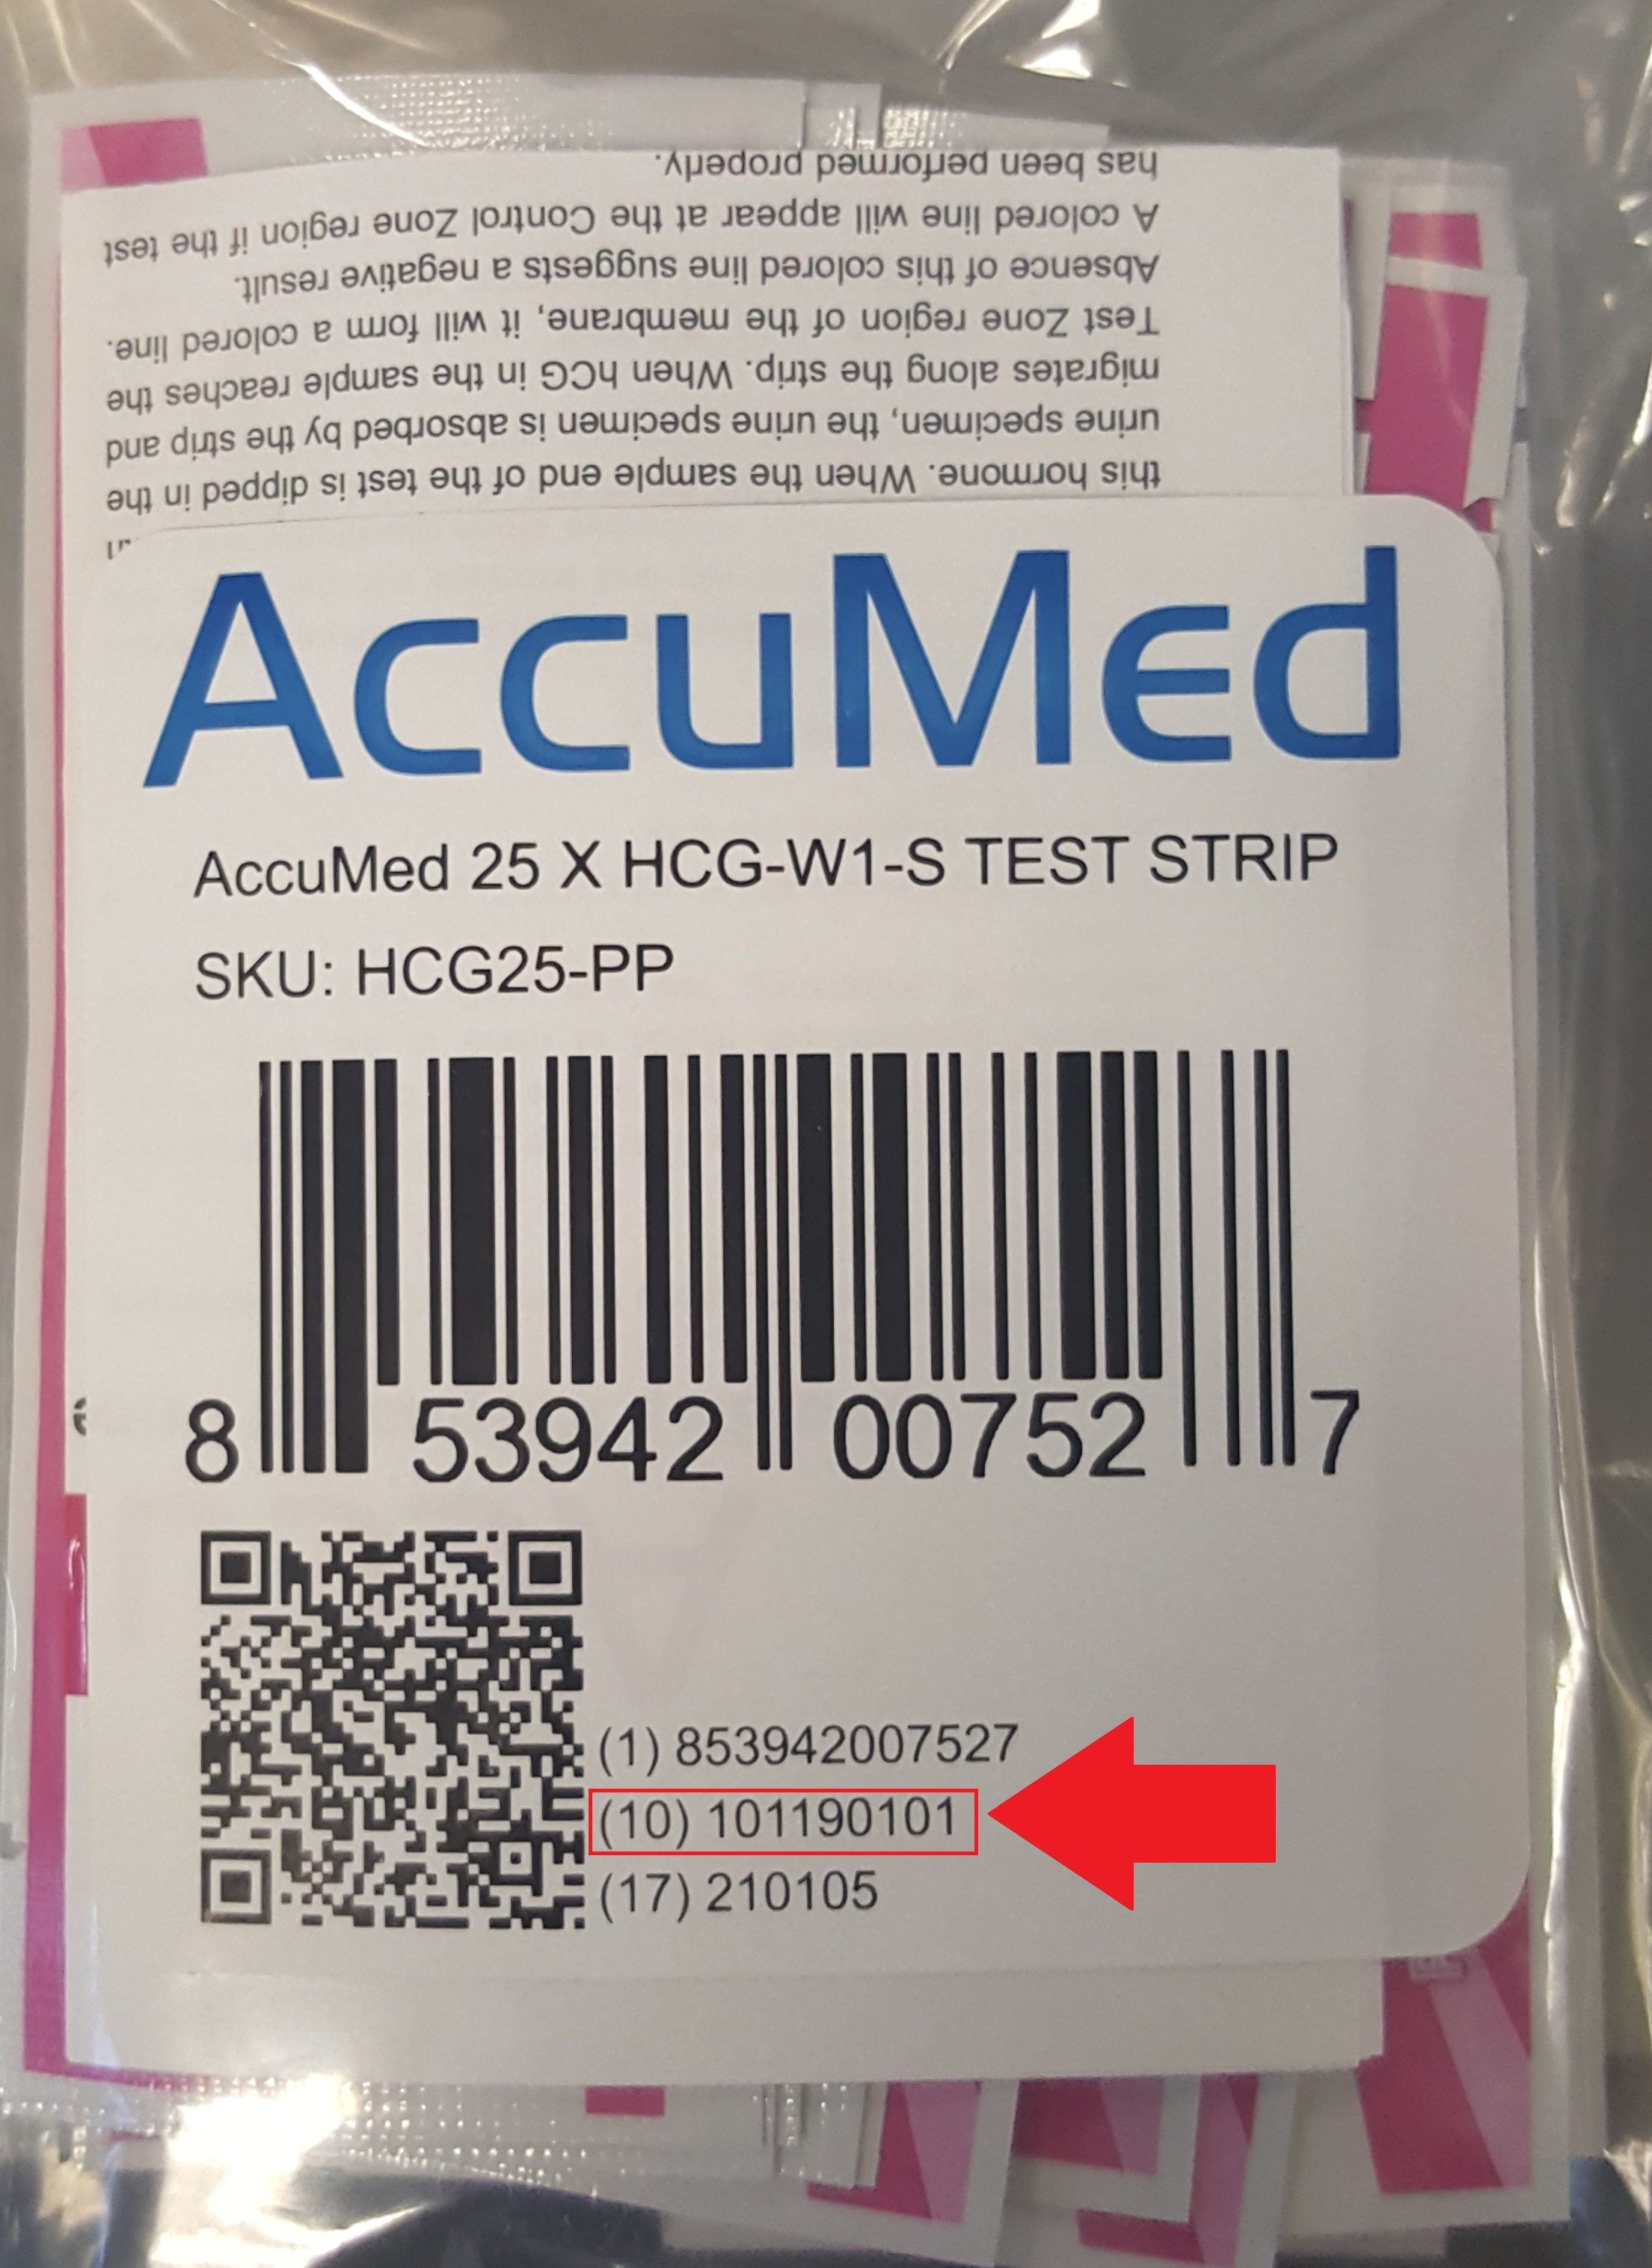 this hormone. When the sample end of the test is dipped in the
urine specimen, the urine specimen is absorbed by the strip and
migrates along the strip. When hCG in the sample reaches the
Test Zone region of the membrane, it will form a colored line.
Absence of this colored line suggests a negative result.
A colored line will appear at the Control Zone region if the test
has been performed properly.
AccuMed
AccuMed 25 X HCG-W1-S TEST STRIP
SKU: HCG25-PP
8 53942 00752 7
(1) 853942007527
(10) 101190101
(17) 210105